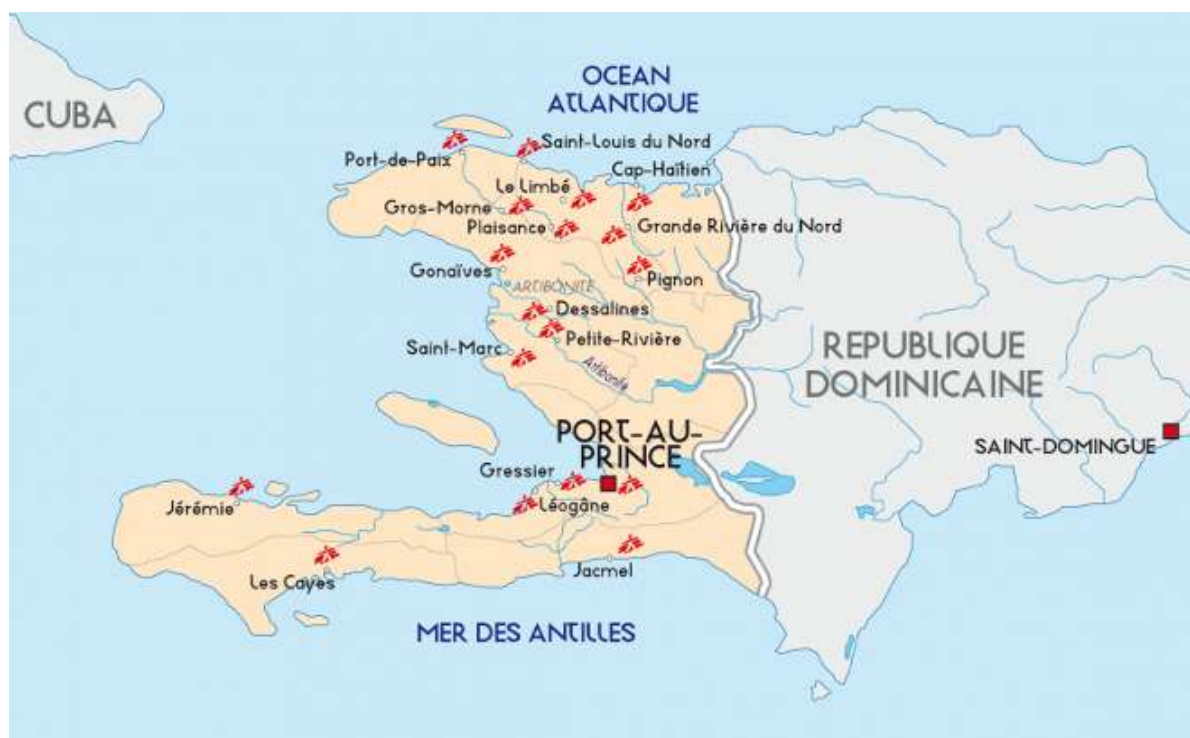 OCEAN
ATLANTIQUE
CUBA
Saint-Louis du Nord
Port-de-Paix
Cap-Haïtien
Le Limbé
Gros-Morne
Plaisance
Grande Rivière du Nord
Gonaïves
Pignon
ARTIBONITE
Dessalines
Petite-Rivière
Saint-Marc
Artibonite
REPUBLIQUE
DOMINICAINE
PORT-AU-
PRINCE
SAINT-DOMINGUE
Gressier
Léogâne
Jérémie
Jacmel
Les Cayes
MER DES ANTILLES